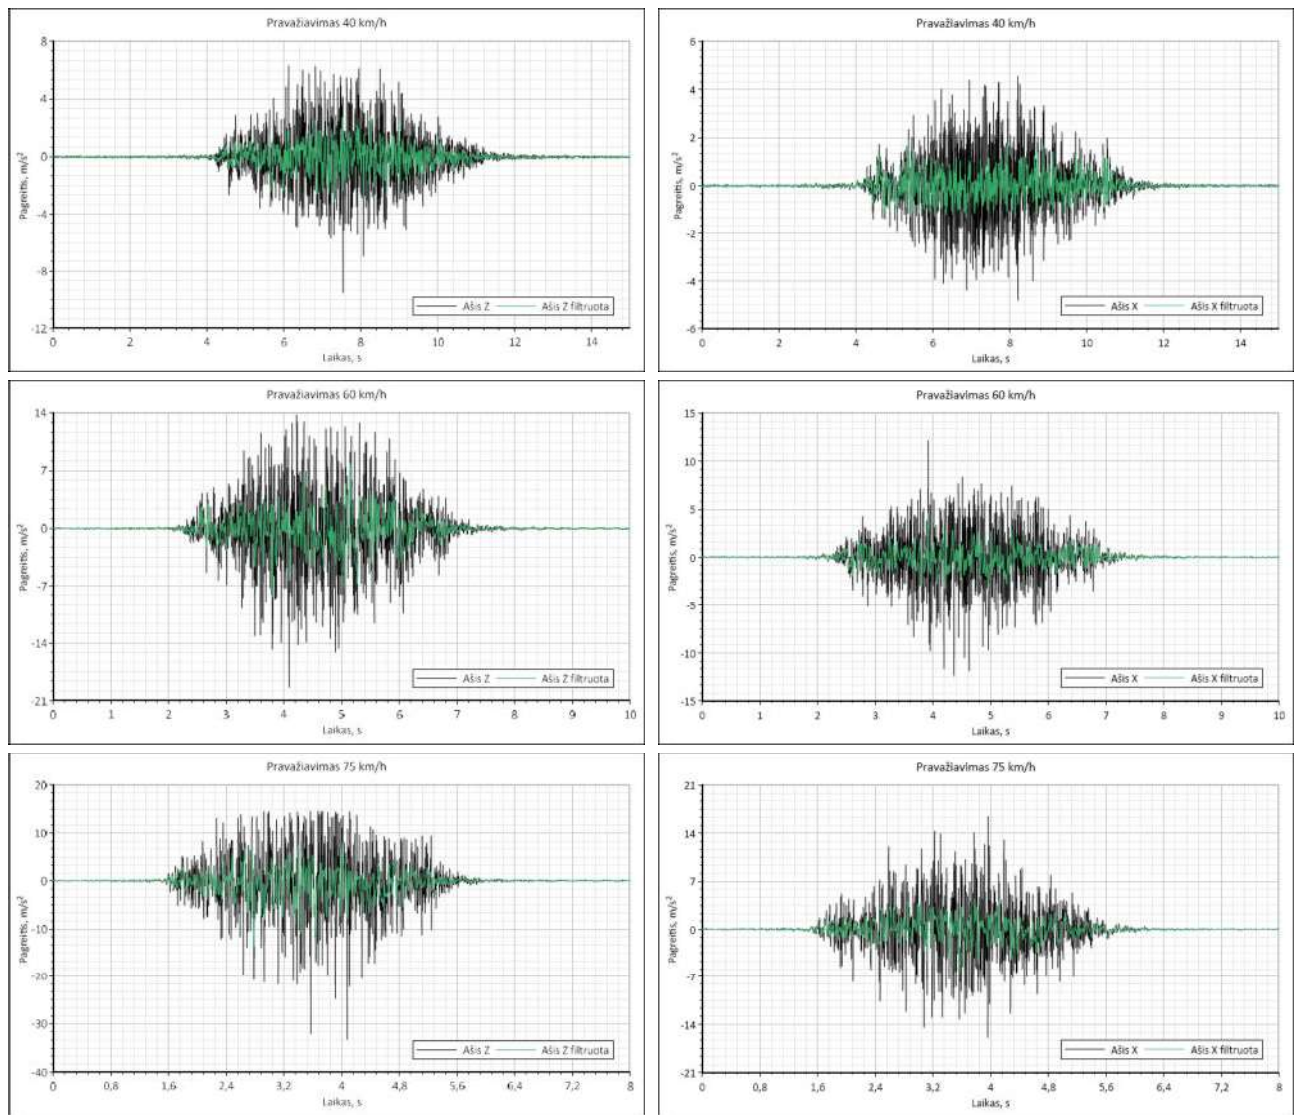 Pravažiavimas 40 km/h
8
4
0
-4
-8
-12
Pagreitis, m/s²
0 2 4 6 8 10 12 14
Laikas, s
Ašis Z Ašis Z filtruota
Pravažiavimas 40 km/h
6
4
2
0
-2
-4
-6
Pagreitis, m/s²
0 2 4 6 8 10 12 14
Laikas, s
Ašis X Ašis X filtruota
Pravažiavimas 60 km/h
14
7
0
-7
-14
-21
Pagreitis, m/s²
0 1 2 3 4 5 6 7 8 9 10
Laikas, s
Ašis Z Ašis Z filtruota
Pravažiavimas 60 km/h
15
10
5
0
-5
-10
-15
Pagreitis, m/s²
0 1 2 3 4 5 6 7 8 9 10
Laikas, s
Ašis X Ašis X filtruota
Pravažiavimas 75 km/h
20
10
0
-10
-20
-30
-40
Pagreitis, m/s²
0 0,8 1,6 2,4 3,2 4 4,8 5,6 6,4 7,2 8
Laikas, s
Ašis Z Ašis Z filtruota
Pravažiavimas 75 km/h
21
14
7
0
-7
-14
-21
Pagreitis, m/s²
0 0,8 1,6 2,4 3,2 4 4,8 5,6 6,4 7,2 8
Laikas, s
Ašis X Ašis X filtruota